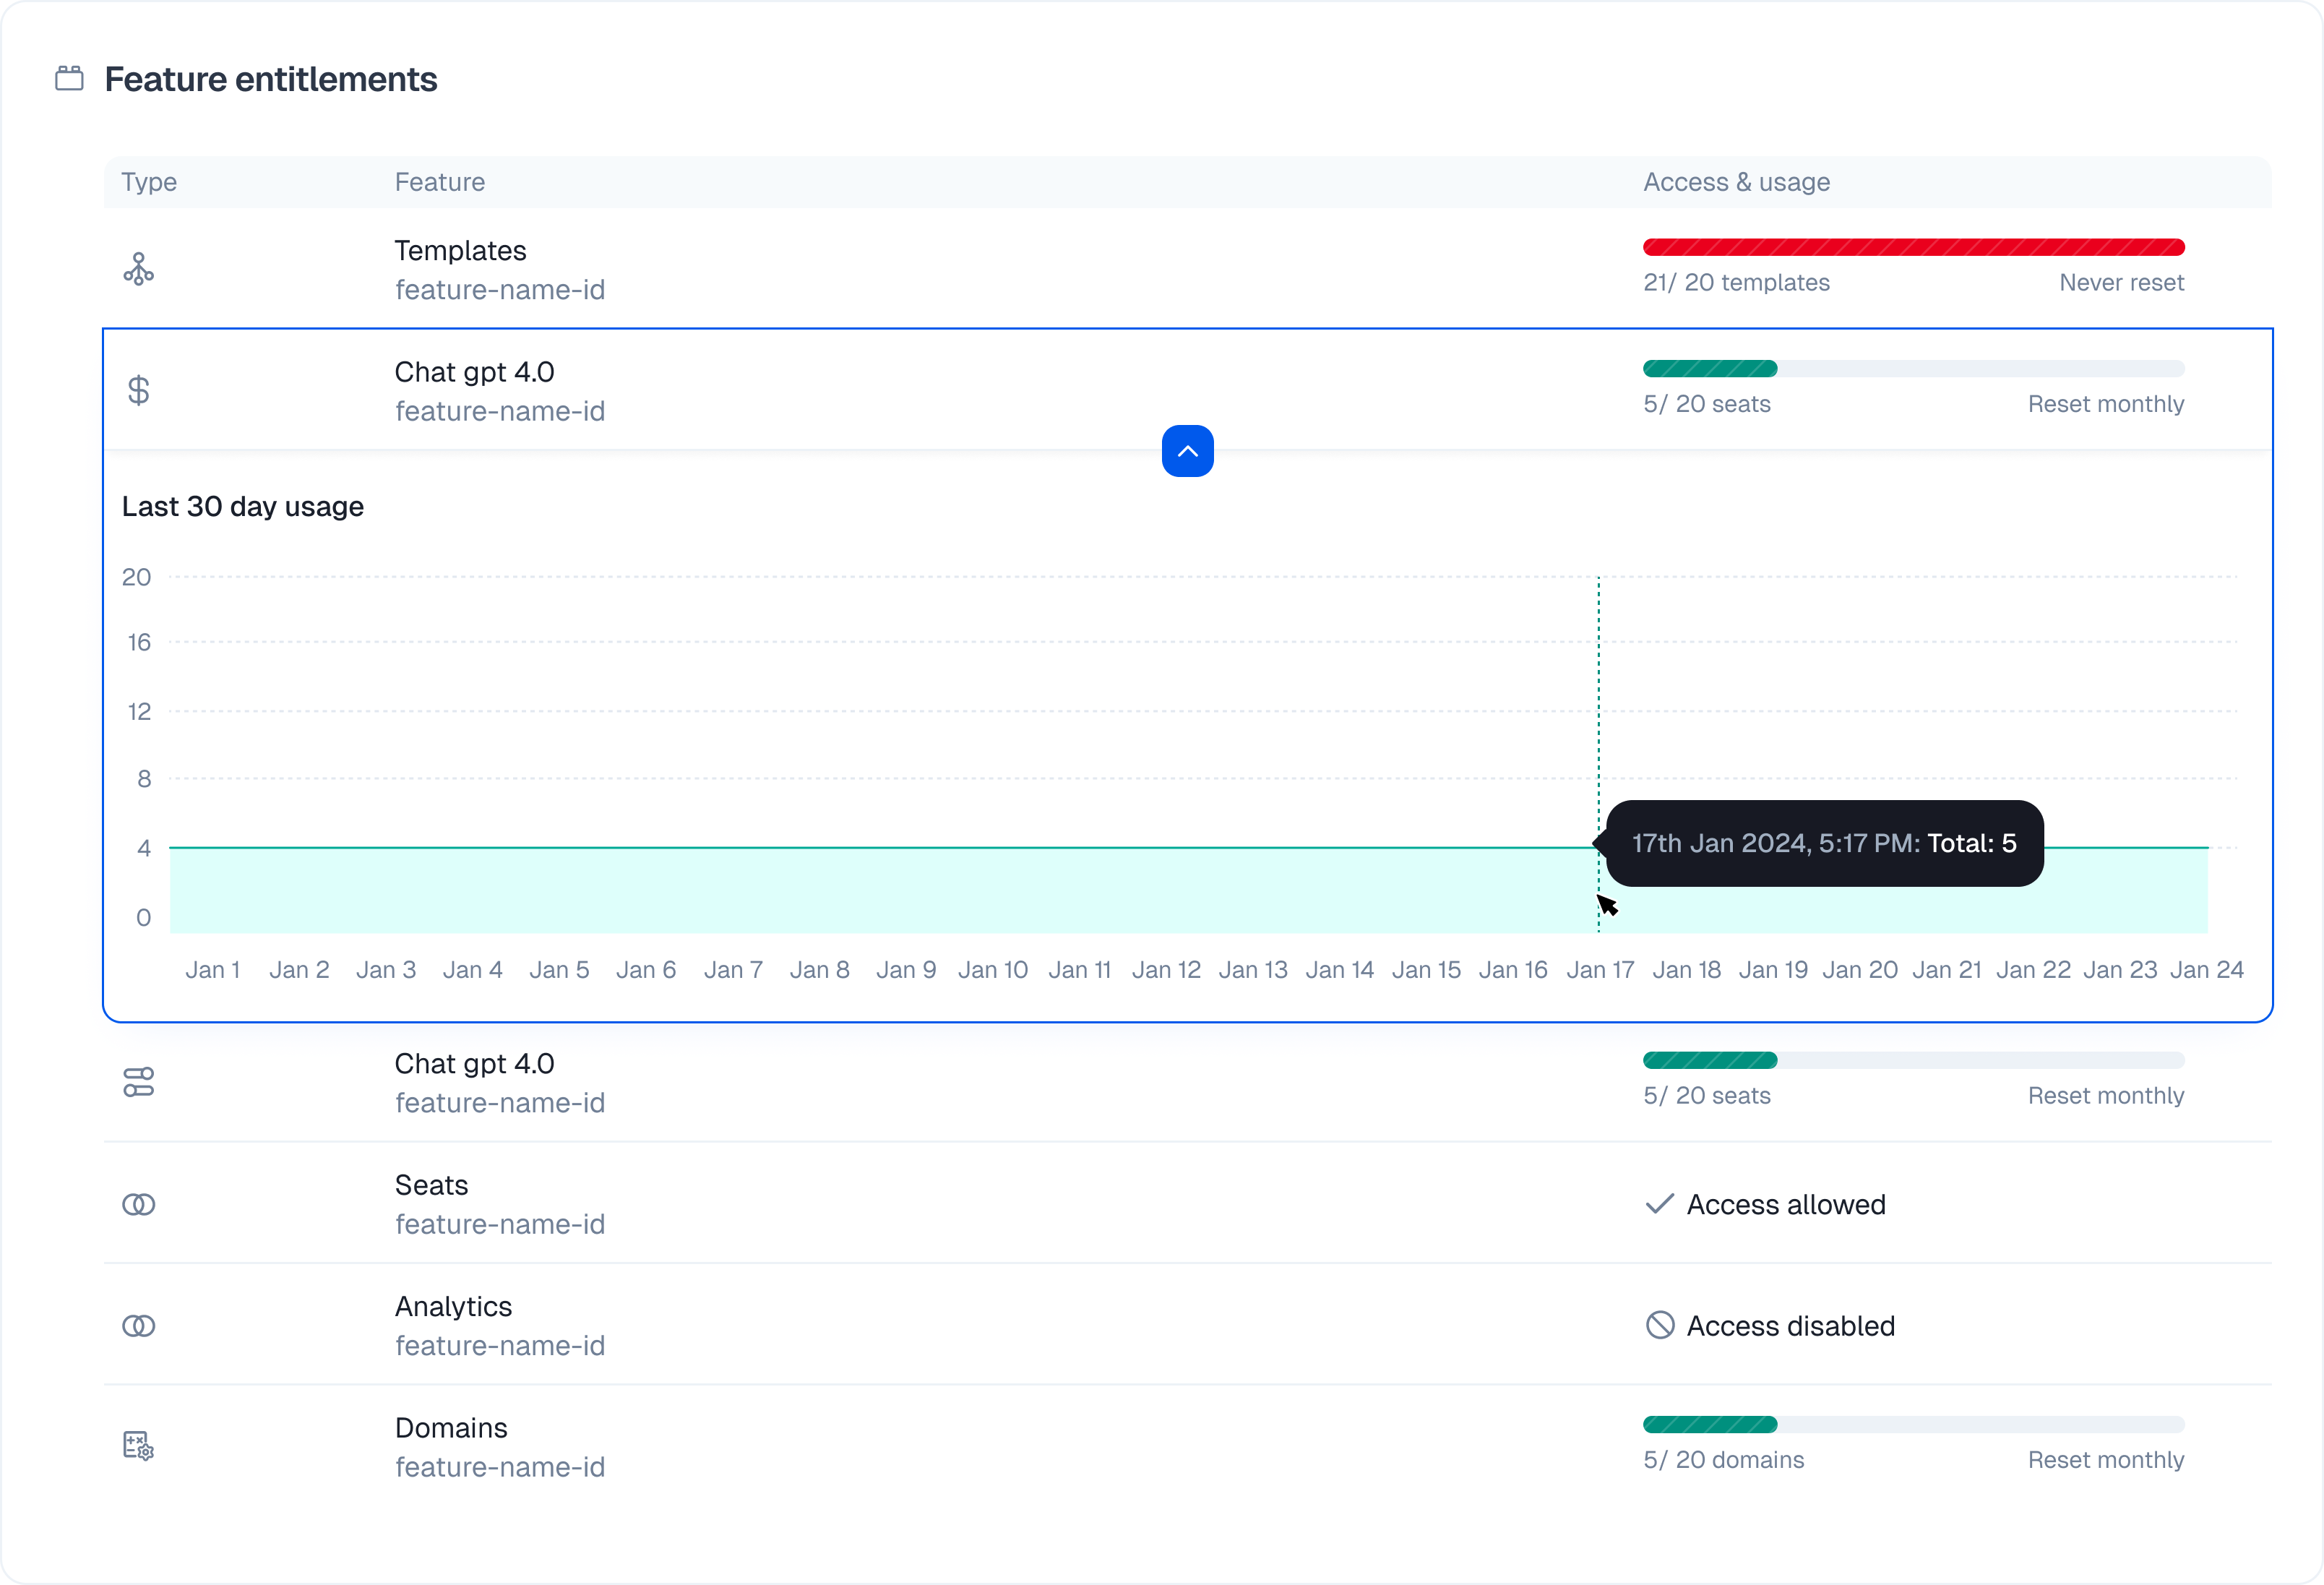 Feature entitlements
Type Feature Access & usage
Templates
feature-name-id
21/ 20 templates Never reset
Chat gpt 4.0
feature-name-id
5/ 20 seats Reset monthly
Last 30 day usage
20
16
12
8
4
0
17th Jan 2024, 5:17 PM: Total: 5
Jan 1 Jan 2 Jan 3 Jan 4 Jan 5 Jan 6 Jan 7 Jan 8 Jan 9 Jan 10 Jan 11 Jan 12 Jan 13 Jan 14 Jan 15 Jan 16 Jan 17 Jan 18 Jan 19 Jan 20 Jan 21 Jan 22 Jan 23 Jan 24
Chat gpt 4.0
feature-name-id
5/ 20 seats Reset monthly
Seats
feature-name-id
Access allowed
Analytics
feature-name-id
Access disabled
Domains
feature-name-id
5/ 20 domains Reset monthly